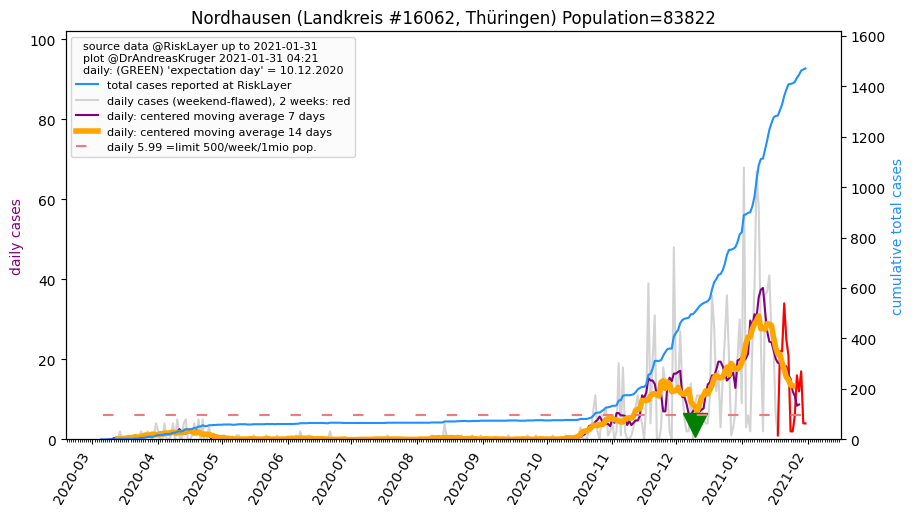 Nordhausen (Landkreis #16062, Thüringen) Population=83822
source data @RiskLayer up to 2021-01-31
plot @DrAndreasKruger 2021-01-31 04:21
daily: (GREEN) 'expectation day' = 10.12.2020
total cases reported at RiskLayer
daily cases (weekend-flawed), 2 weeks: red
daily: centered moving average 7 days
daily: centered moving average 14 days
daily 5.99 =limit 500/week/1mio pop.
daily cases
100
80
60
40
20
0
cumulative total cases
1600
1400
1200
1000
800
600
400
200
0
2020-03
2020-04
2020-05
2020-06
2020-07
2020-08
2020-09
2020-10
2020-11
2020-12
2021-01
2021-02